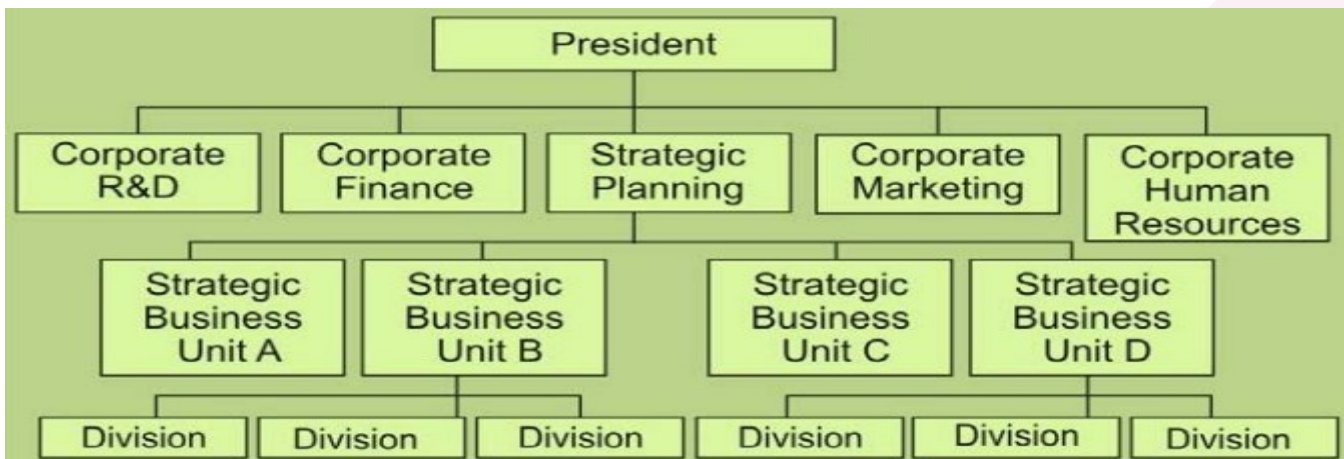 President
Corporate
R&D
Corporate
Finance
Strategic
Planning
Corporate
Marketing
Corporate
Human
Resources
Strategic
Business
Unit A
Strategic
Business
Unit B
Strategic
Business
Unit C
Strategic
Business
Unit D
Division
Division
Division
Division
Division
Division